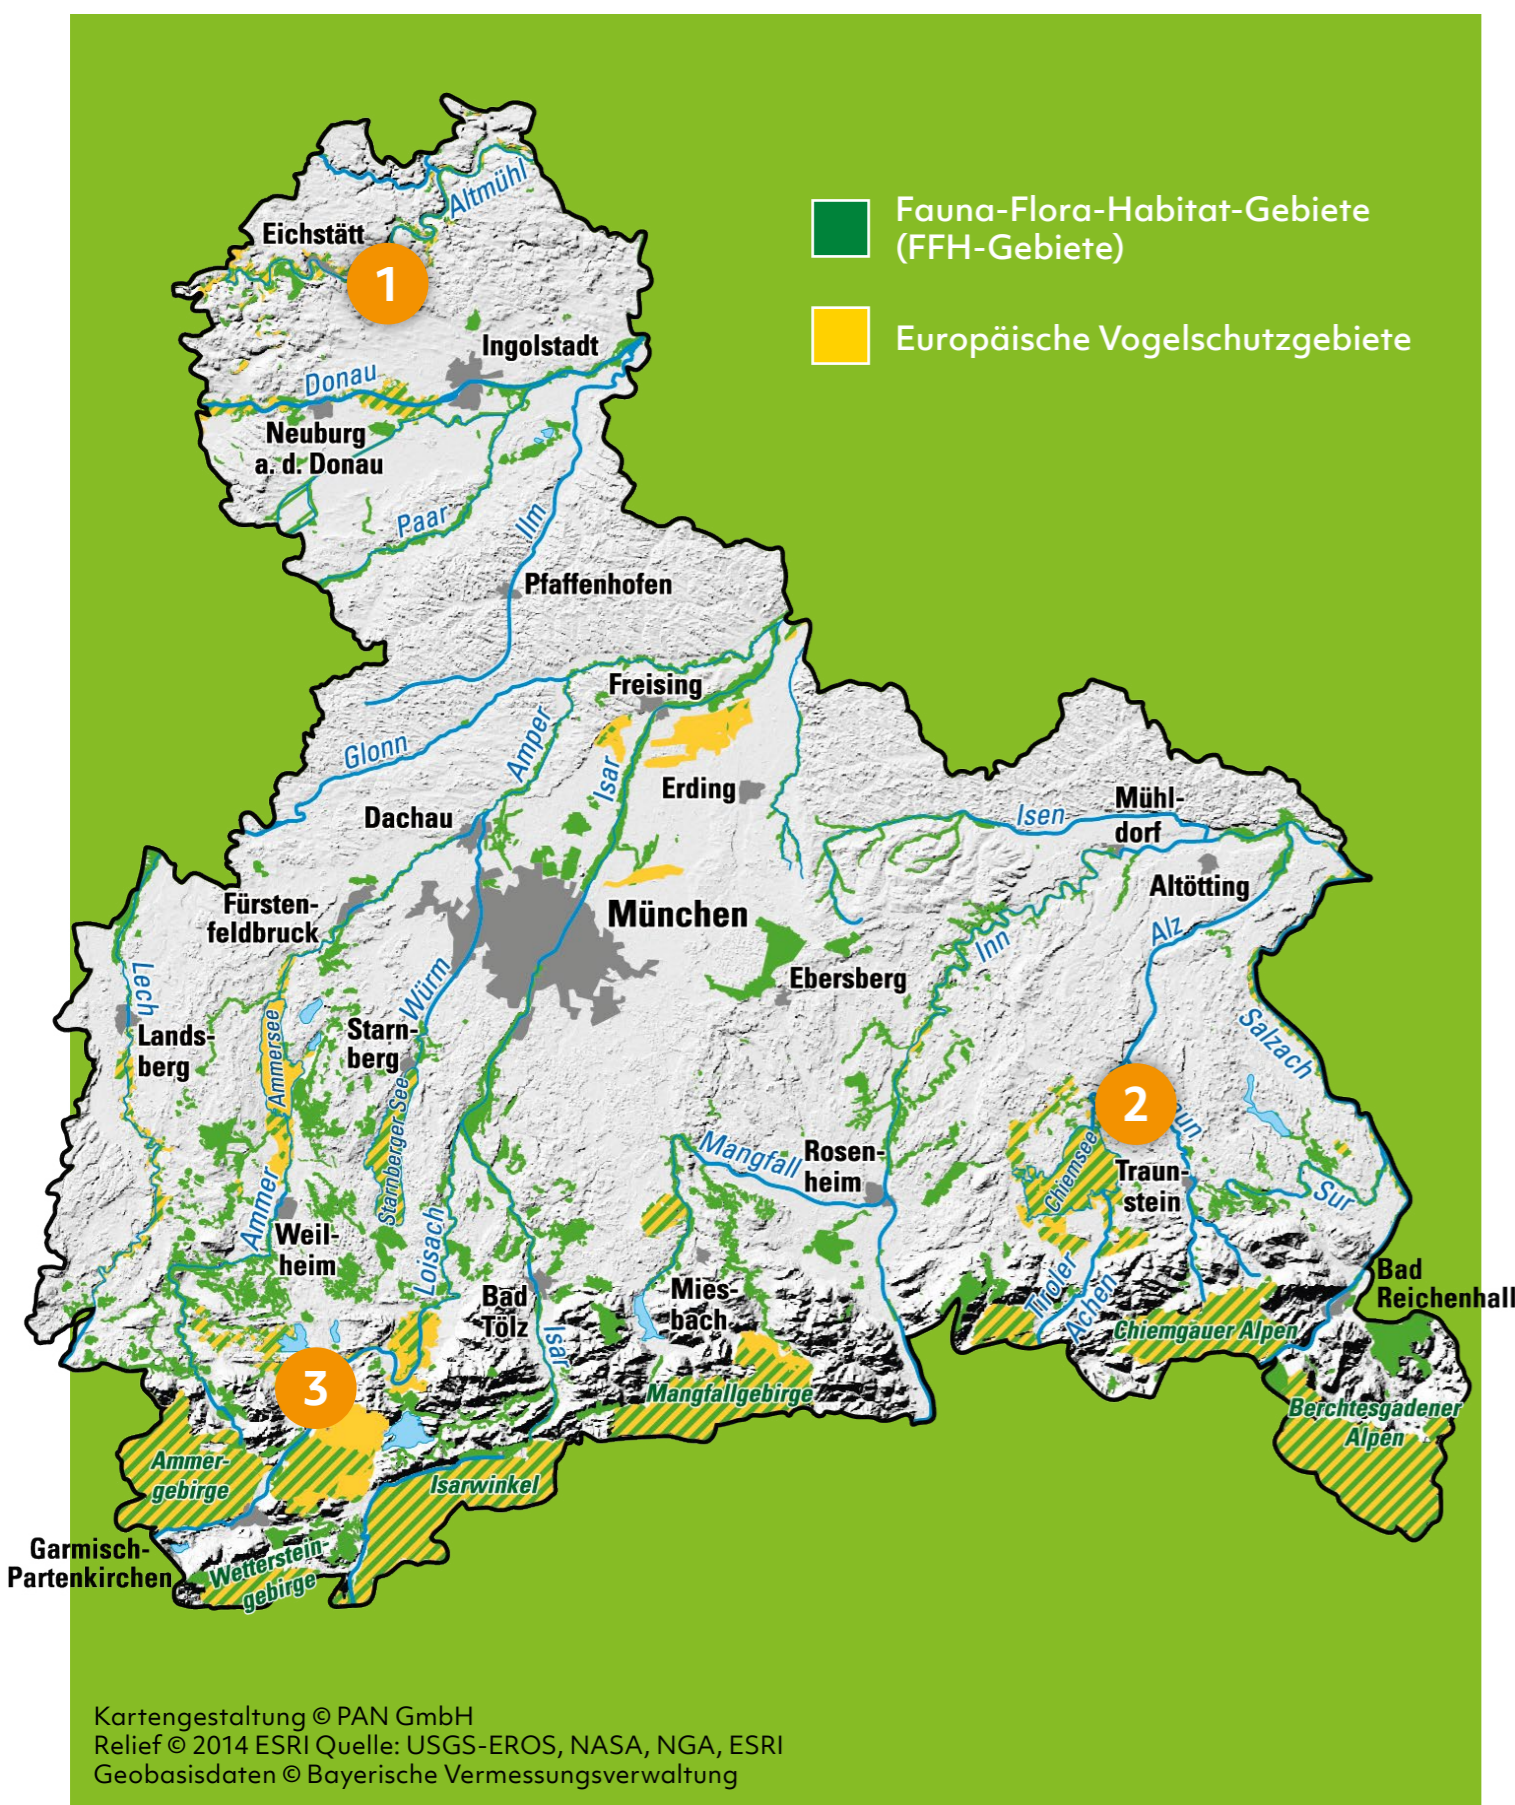 Altmühl
Fauna-Flora-Habitat-Gebiete
(FFH-Gebiete)
Eichstätt
1
Europäische Vogelschutzgebiete
Ingolstadt
Donau
Neuburg
a. d. Donau
Paar
Ilm
Pfaffenhofen
Freising
Glonn
Amper
Isar
Erding
Dachau
Isen
Mühl-
dorf
Altötting
Fürsten-
feldbruck
München
Alz
Inn
Ebersberg
Lech
Würm
Lands-
berg
Ammersee
Starn-
berg
Salzach
Starnberger See
2
aun
Mangfall
Rosen-
heim
Chiemsee
Traun-
stein
Sur
Ammer
Weil-
heim
Loisach
Bad
Tölz
Isar
Mies-
bach
Tiroler
Achen
Bad
Reichenhall
Chiemgauer Alpen
3
Mangfallgebirge
Berchtesgadener
Alpen
Ammer-
gebirge
Isarwinkel
Garmisch-
Partenkirchen
Wetterstein-
gebirge
Kartengestaltung © PAN GmbH
Relief © 2014 ESRI Quelle: USGS-EROS, NASA, NGA, ESRI
Geobasisdaten © Bayerische Vermessungsverwaltung